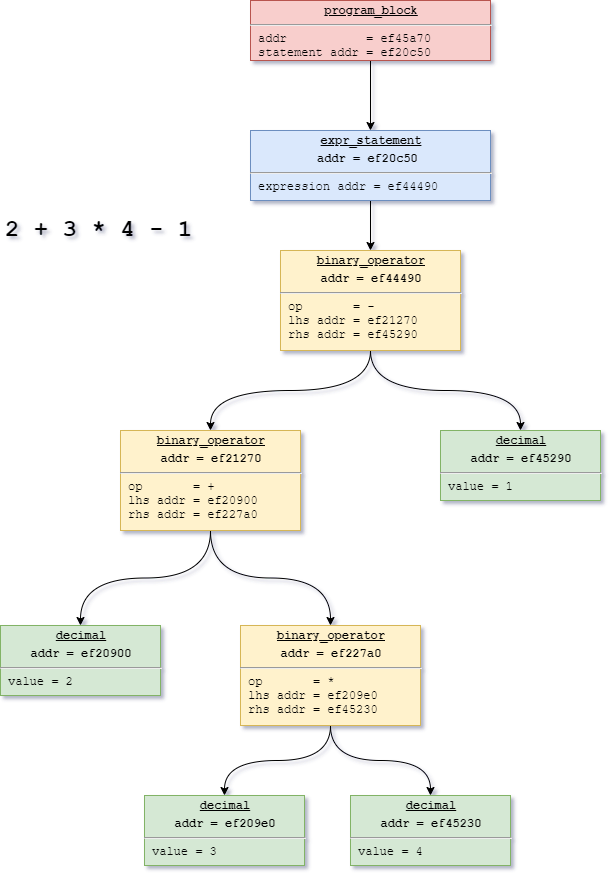 program_block
addr           = ef45a70
statement addr = ef20c50
expr_statement
addr = ef20c50
expression addr = ef44490
2 + 3 * 4 - 1
binary_operator
addr = ef44490
op       = -
lhs addr = ef21270
rhs addr = ef45290
binary_operator
addr = ef21270
op       = +
lhs addr = ef20900
rhs addr = ef227a0
decimal
addr = ef45290
value = 1
decimal
addr = ef20900
value = 2
binary_operator
addr = ef227a0
op       = *
lhs addr = ef209e0
rhs addr = ef45230
decimal
addr = ef209e0
value = 3
decimal
addr = ef45230
value = 4